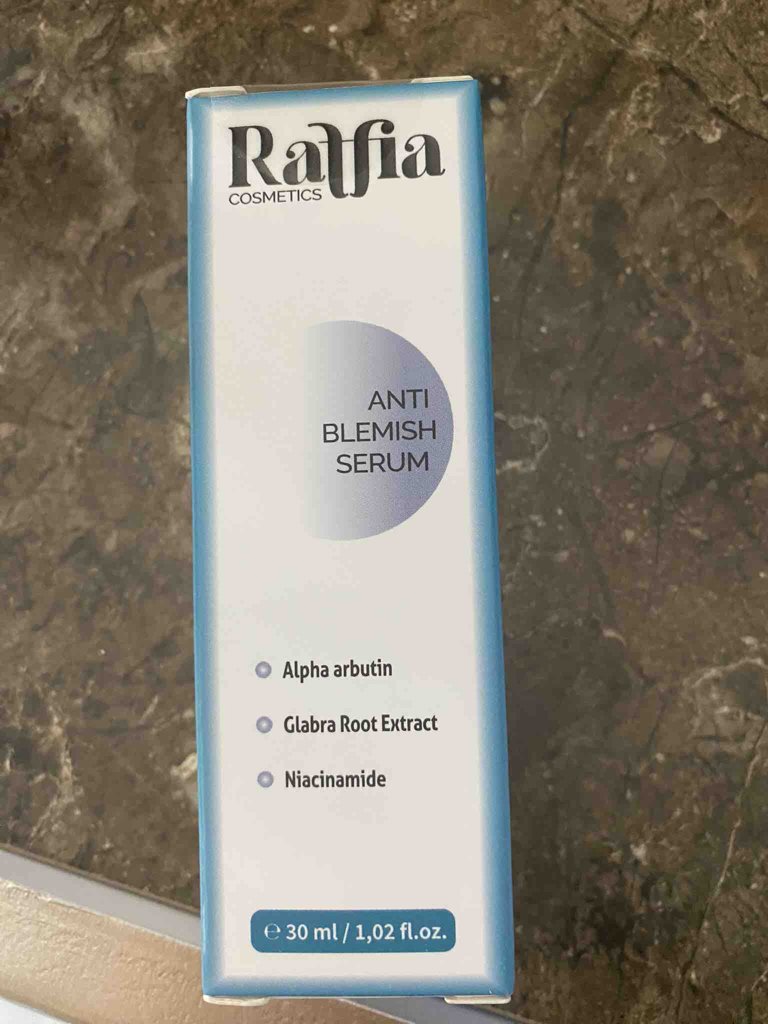 Raffia
COSMETICS
ANTI
BLEMISH
SERUM
Alpha arbutin
Glabra Root Extract
Niacinamide
℮ 30 ml / 1,02 fl.oz.